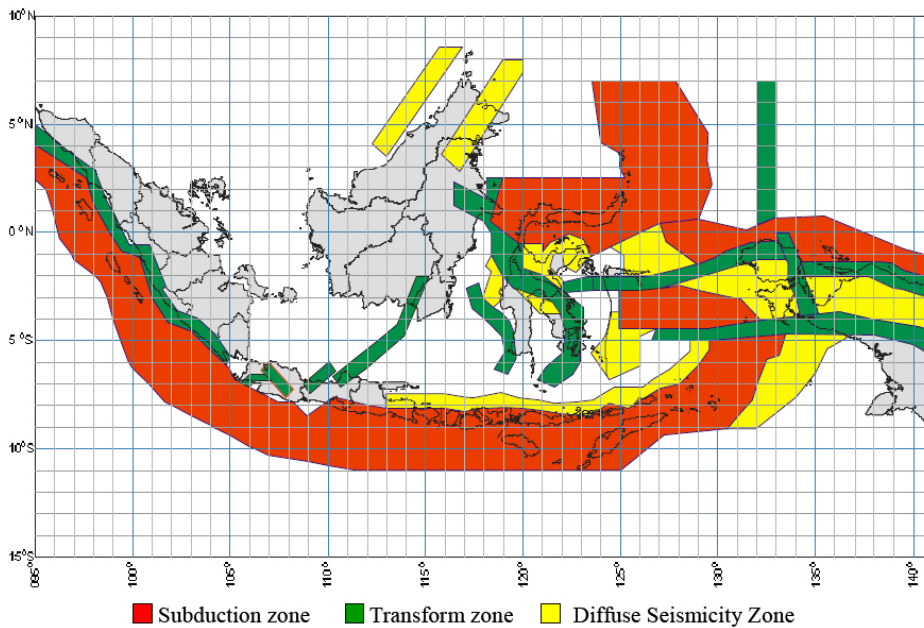 10° N
5° N
0° N
5° S
10° S
15° S
095° 100° 105° 110° 115° 120° 125° 130° 135° 140°
Subduction zone Transform zone Diffuse Seismicity Zone